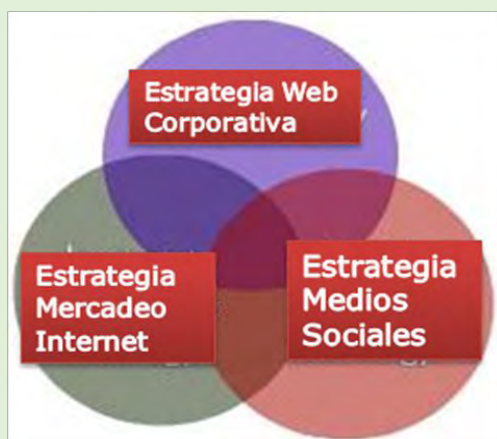 Estrategia Web
Corporativa
Estrategia
Mercadeo
Internet
Estrategia
Medios
Sociales